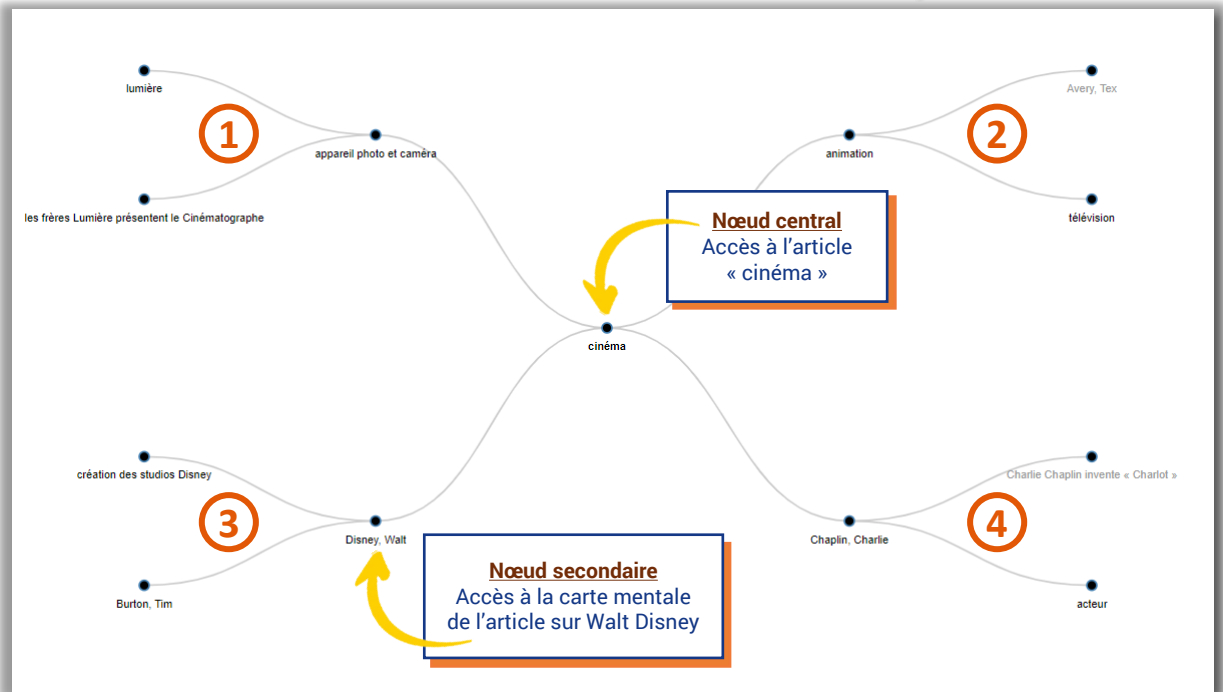 lumière
1
appareil photo et caméra
les frères Lumière présentent le Cinématographe
Avery, Tex
2
animation
télévision
Nœud central
Accès à l’article
« cinéma »
cinéma
création des studios Disney
3
Disney, Walt
Burton, Tim
Nœud secondaire
Accès à la carte mentale
de l’article sur Walt Disney
Charlie Chaplin invente « Charlot »
4
Chaplin, Charlie
acteur